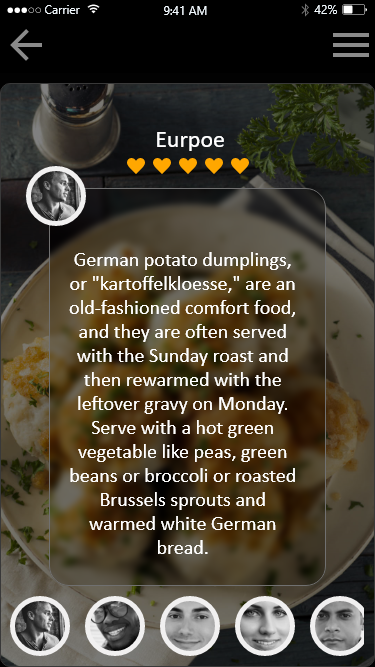 Carrier 9:41 AM 42%
Eurpoe
German potato dumplings,
or "kartoffelkloesse," are an
old-fashioned comfort food,
and they are often served
with the Sunday roast and
then rewarmed with the
leftover gravy on Monday.
Serve with a hot green
vegetable like peas, green
beans or broccoli or roasted
Brussels sprouts and
warmed white German
bread.